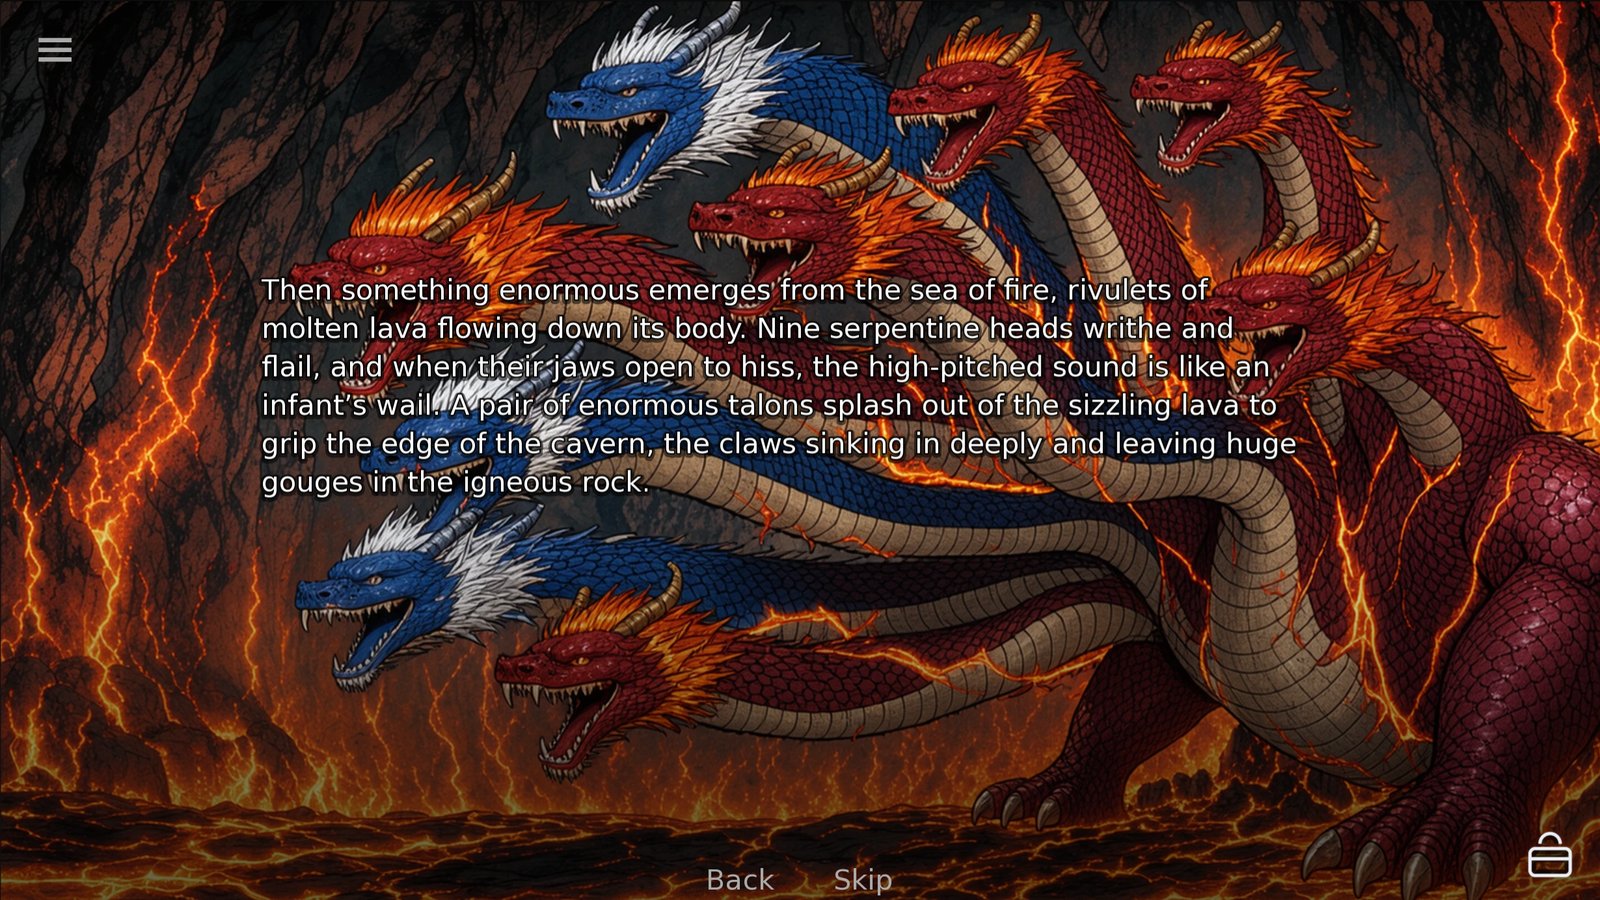 Then something enormous emerges from the sea of fire, rivulets of
molten lava flowing down its body. Nine serpentine heads writhe and
flail, and when their jaws open to hiss, the high-pitched sound is like an
infant’s wail. A pair of enormous talons splash out of the sizzling lava to
grip the edge of the cavern, the claws sinking in deeply and leaving huge
gouges in the igneous rock.
Back Skip